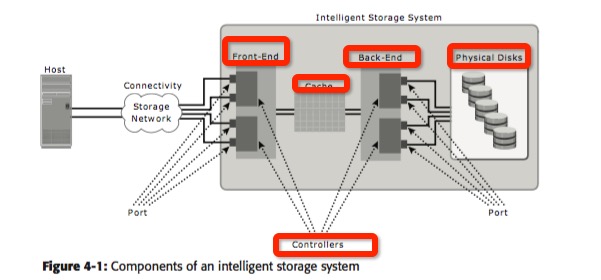 Intelligent Storage System
Front-End
Back-End
Physical Disks
Host
Cache
Connectivity
Storage
Network
Port
Port
Controllers
Figure 4-1: Components of an intelligent storage system